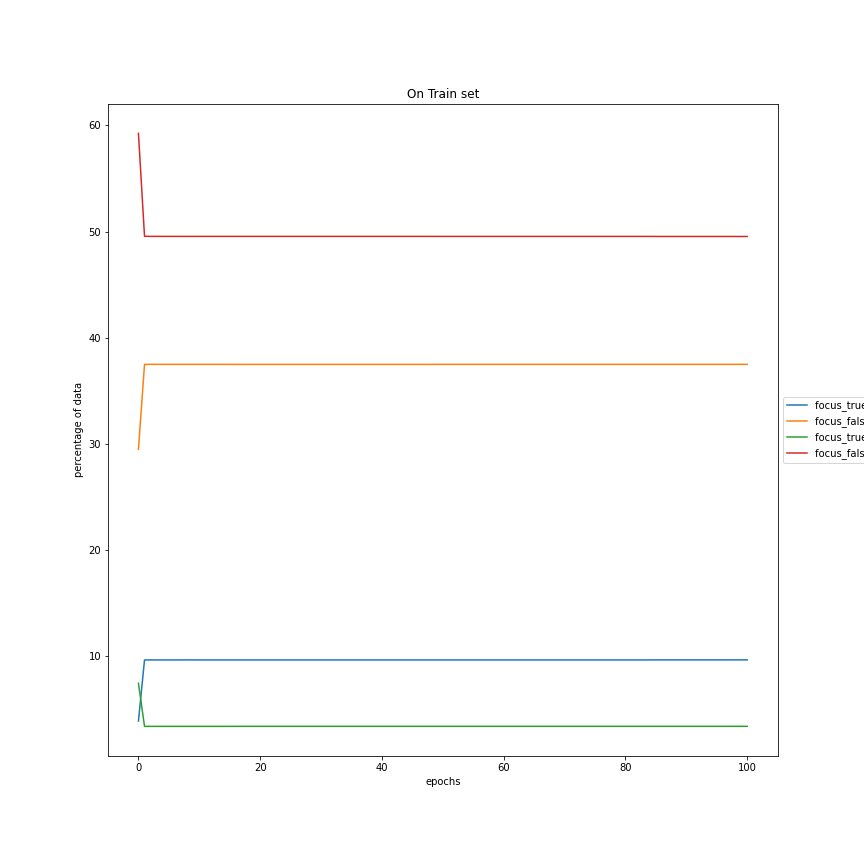 On Train set
60
50
40
30
20
10
percentage of data
0 20 40 60 80 100
epochs
focus_true
focus_fals
focus_true
focus_fals